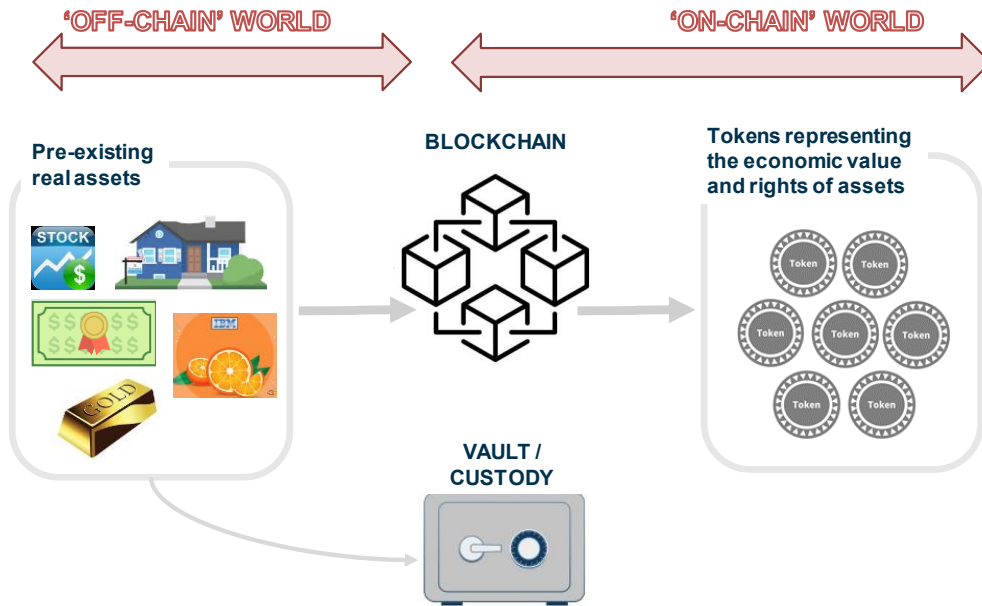 ‘OFF-CHAIN’ WORLD
‘ON-CHAIN’ WORLD
Pre-existing
real assets
BLOCKCHAIN
Tokens representing
the economic value
and rights of assets
STOCK
$
$$ $$
$$ $$
IBM
GOLD
Token
Token
Token
Token
Token
Token
Token
VAULT /
CUSTODY